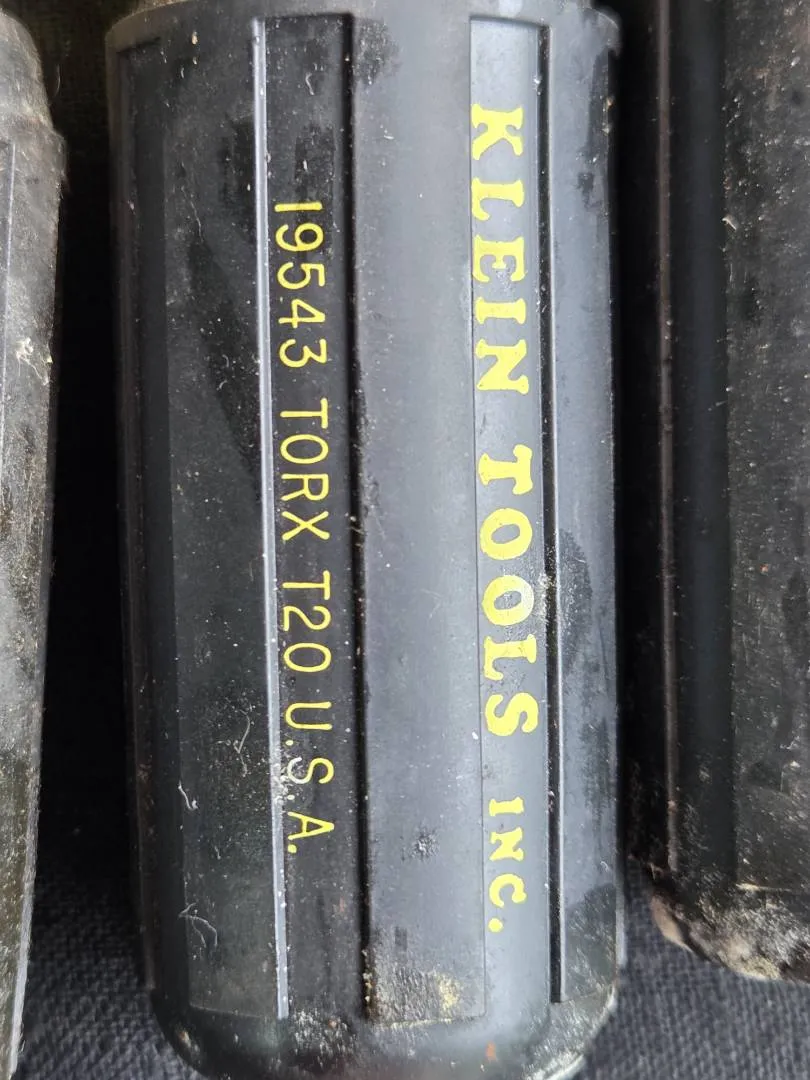 KLEIN TOOLS INC.
19543 TORX T20 U.S.A.